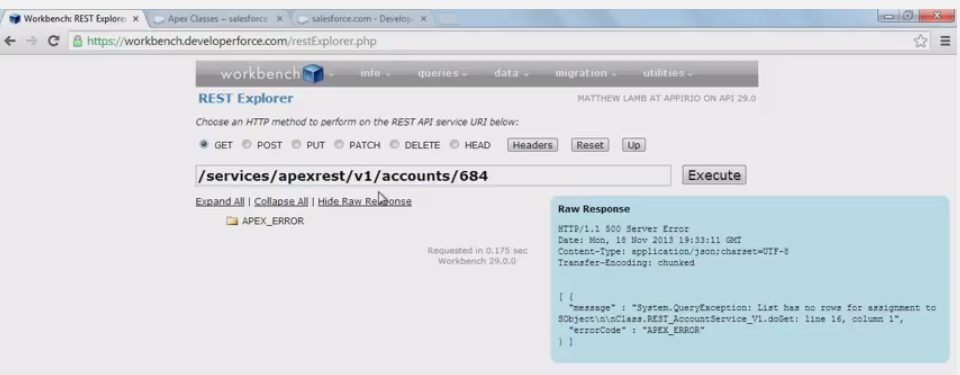 Workbench: REST Explore
Apex Classes ~ salesforce
salesforce.com - Develop
https://workbench.developerforce.com/restExplorer.php
workbench info queries data migration utilities
REST Explorer
MATTHEW LAMB AT APPIRIO ON API 29.0
Choose an HTTP method to perform on the REST API service URI below:
GET POST PUT PATCH DELETE HEAD Headers Reset Up
/services/apexrest/v1/accounts/684 Execute
Expand All | Collapse All | Hide Raw Response
APEX_ERROR
Requested in 0.175 sec
Workbench 29.0.0
Raw Response
HTTP/1.1 500 Server Error
Date: Mon, 18 Nov 2013 19:33:11 GMT
Content-Type: application/json;charset=UTF-8
Transfer-Encoding: chunked
[ {
"message" : "System.QueryException: List has no rows for assignment to
SObject\n\nClass.REST_AccountService_V1.doGet: line 16, column 1",
"errorCode" : "APEX_ERROR"
} ]